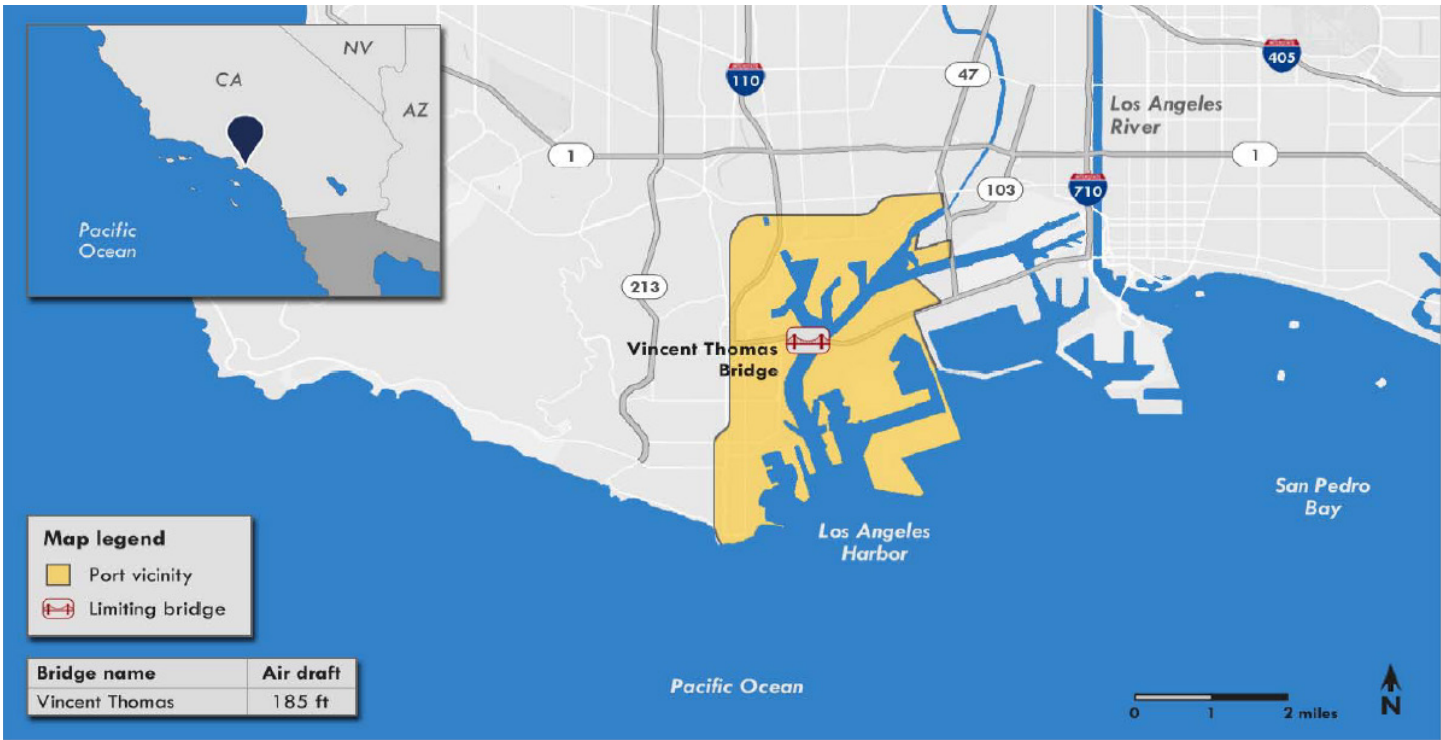 NV
CA
AZ
Pacific
Ocean
110
47
405
Los Angeles
River
1
1
103
710
213
Vincent Thomas
Bridge
San Pedro
Bay
Los Angeles
Harbor
Map legend
Port vicinity
Limiting bridge
Bridge name Air draft
Vincent Thomas 185 ft
Pacific Ocean
0 1 2 miles
N